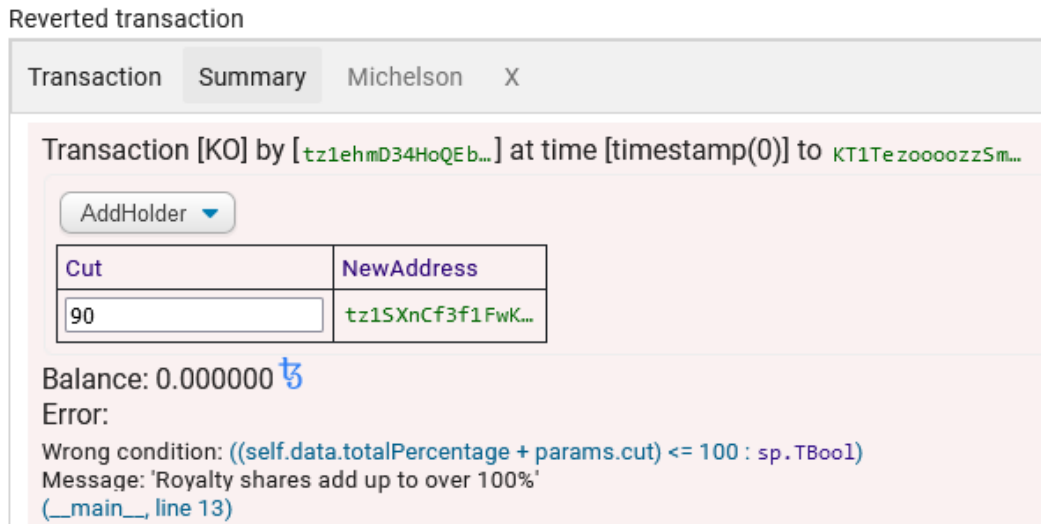 Reverted transaction
Transaction Summary Michelson X
Transaction [KO] by [tz1ehmD34HoQEb…] at time [timestamp(0)] to KT1TezoooozzSm…
AddHolder
Cut NewAddress
90 tz1SXnCf3f1FwK…
Balance: 0.000000 ꜩ
Error:
Wrong condition: ((self.data.totalPercentage + params.cut) <= 100 : sp.TBool)
Message: 'Royalty shares add up to over 100%'
(__main__, line 13)